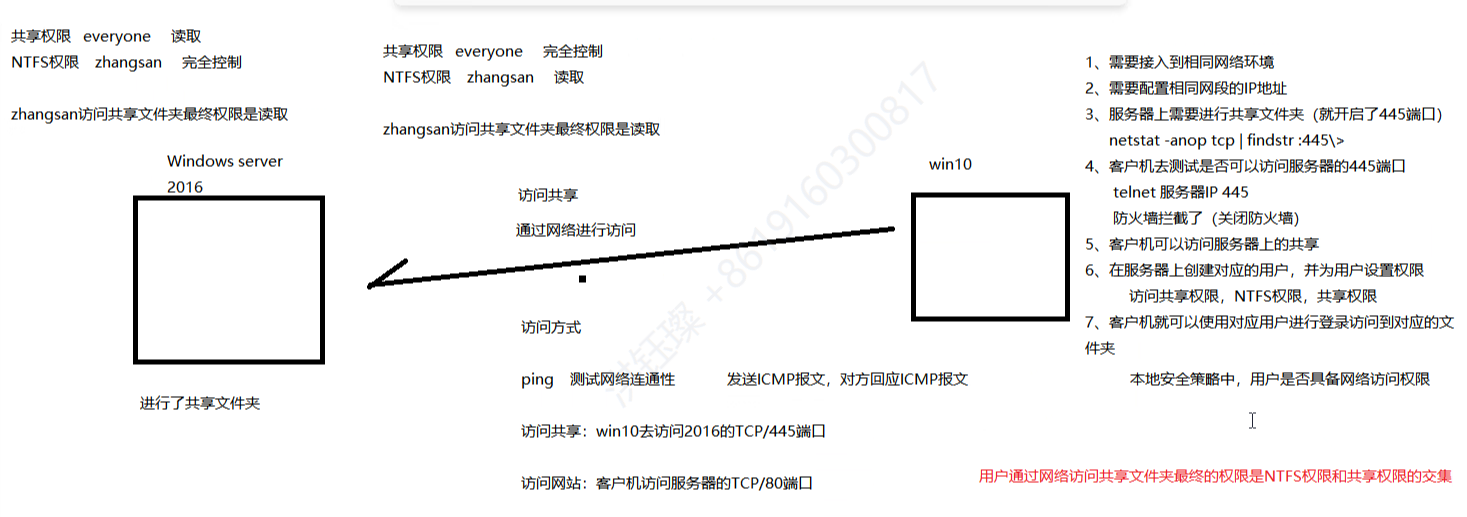 共享权限 everyone 读取
NTFS权限 zhangsan 完全控制
zhangsan访问共享文件夹最终权限是读取
Windows server
2016
进行了共享文件夹
共享权限 everyone 完全控制
NTFS权限 zhangsan 读取
zhangsan访问共享文件夹最终权限是读取
访问共享
通过网络进行访问
win10
访问方式
ping 测试网络连通性 发送ICMP报文，对方回应ICMP报文
访问共享：win10去访问2016的TCP/445端口
访问网站：客户机访问服务器的TCP/80端口
1、需要接入到相同网络环境
2、需要配置相同网段的IP地址
3、服务器上需要进行共享文件夹（就开启了445端口）
netstat -anop tcp | findstr :445\>
4、客户机去测试是否可以访问服务器的445端口
telnet 服务器IP 445
防火墙拦截了（关闭防火墙）
5、客户机可以访问服务器上的共享
6、在服务器上创建对应的用户，并为用户设置权限
访问共享权限，NTFS权限，共享权限
7、客户机就可以使用对应用户进行登录访问到对应的文
件夹
本地安全策略中，用户是否具备网络访问权限
用户通过网络访问共享文件夹最终的权限是NTFS权限和共享权限的交集
钰璨 +8619160300817